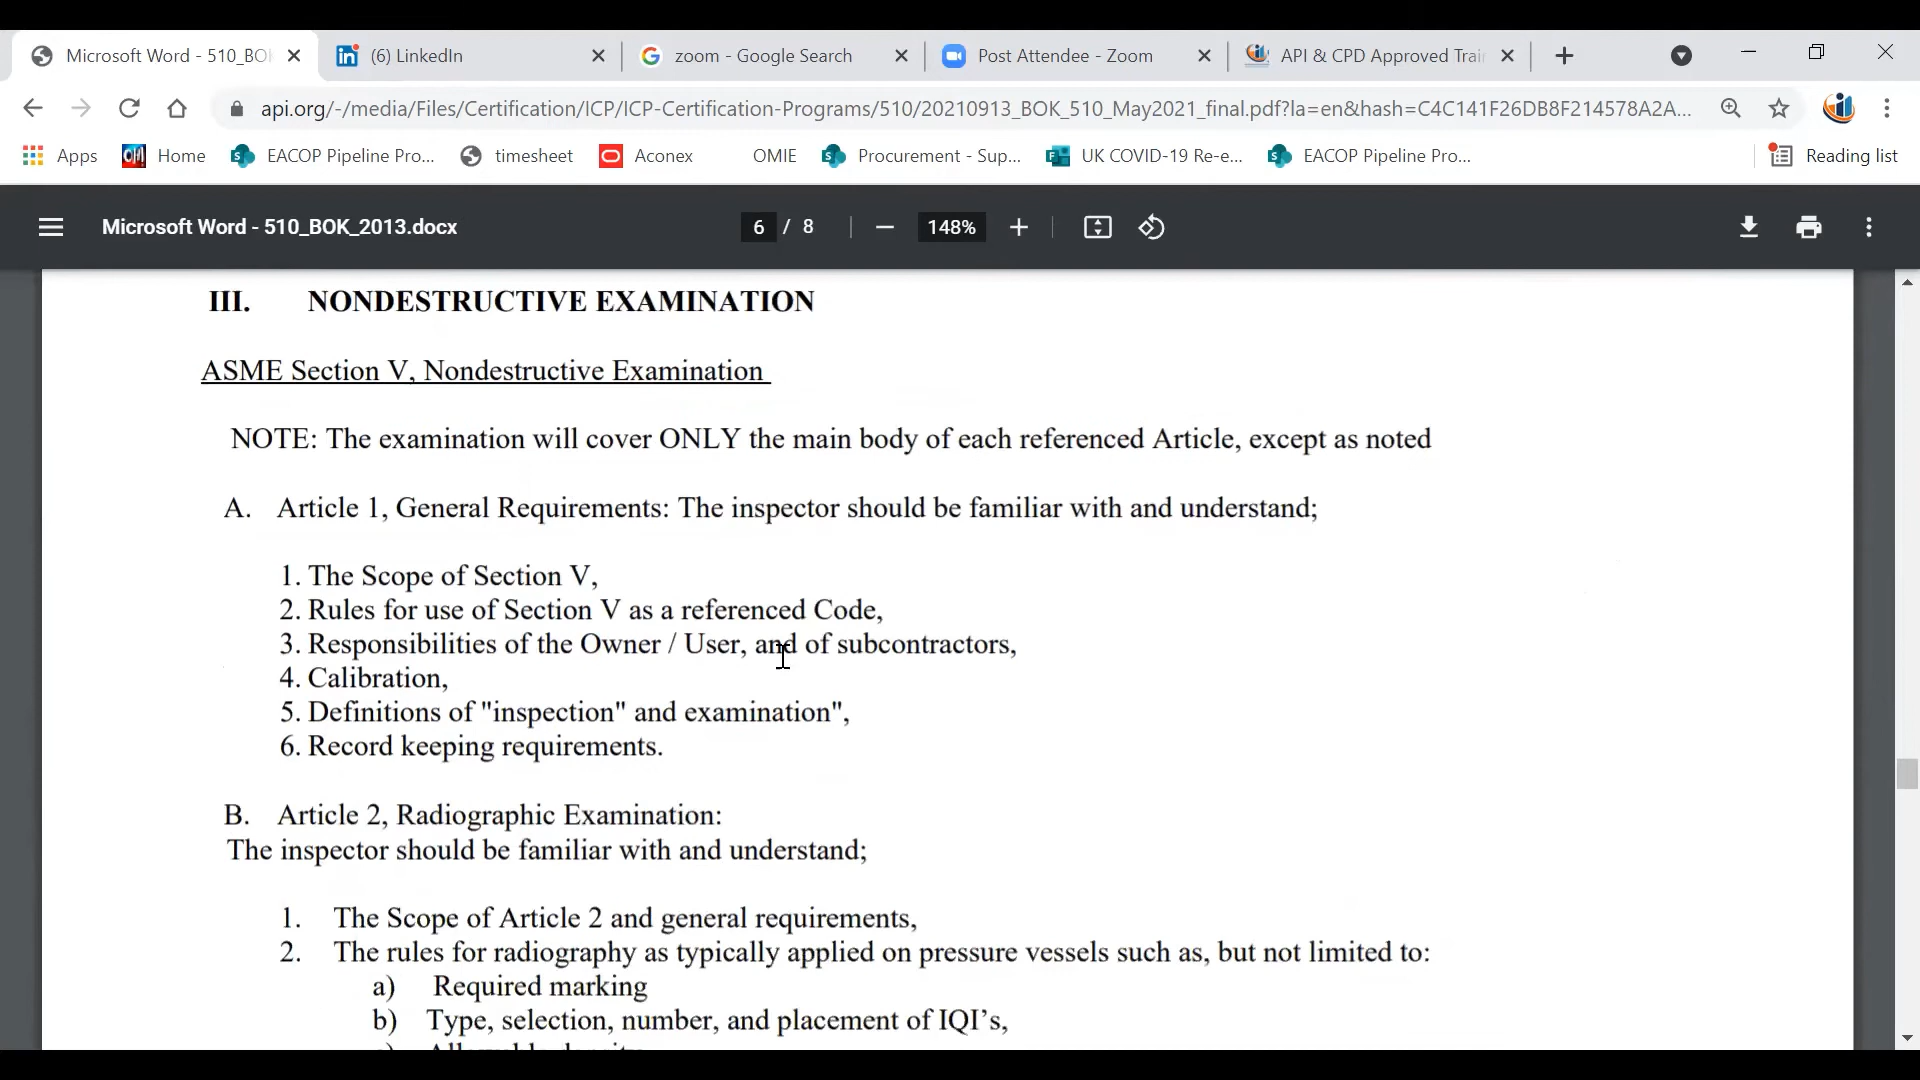 Microsoft Word - 510_BO
(6) LinkedIn
zoom - Google Search
Post Attendee - Zoom
API & CPD Approved Trai
api.org/-/media/Files/Certification/ICP/ICP-Certification-Programs/510/20210913_BOK_510_May2021_final.pdf?la=en&hash=C4C141F26DB8F214578A2A...
Apps
Home
EACOP Pipeline Pro...
timesheet
Aconex
OMIE
Procurement - Sup...
UK COVID-19 Re-e...
EACOP Pipeline Pro...
Reading list
Microsoft Word - 510_BOK_2013.docx
6 / 8
148%
III. NONDESTRUCTIVE EXAMINATION
ASME Section V, Nondestructive Examination
NOTE: The examination will cover ONLY the main body of each referenced Article, except as noted
A. Article 1, General Requirements: The inspector should be familiar with and understand;
1. The Scope of Section V,
2. Rules for use of Section V as a referenced Code,
3. Responsibilities of the Owner / User, and of subcontractors,
4. Calibration,
5. Definitions of "inspection" and examination",
6. Record keeping requirements.
B. Article 2, Radiographic Examination:
The inspector should be familiar with and understand;
1. The Scope of Article 2 and general requirements,
2. The rules for radiography as typically applied on pressure vessels such as, but not limited to:
a) Required marking
b) Type, selection, number, and placement of IQI's,